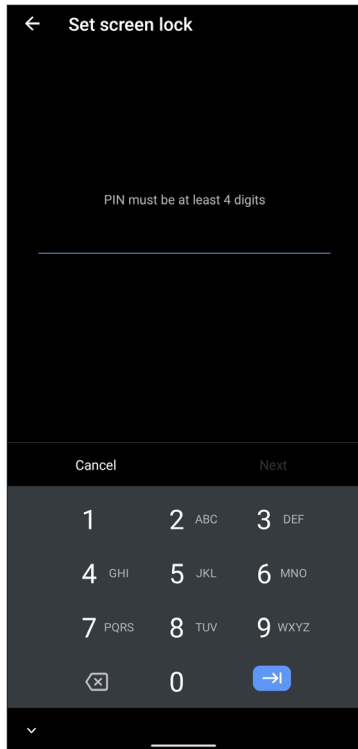 Set screen lock
PIN must be at least 4 digits
Cancel Next
1 2 ABC 3 DEF
4 GHI 5 JKL 6 MNO
7 PQRS 8 TUV 9 WXYZ
0